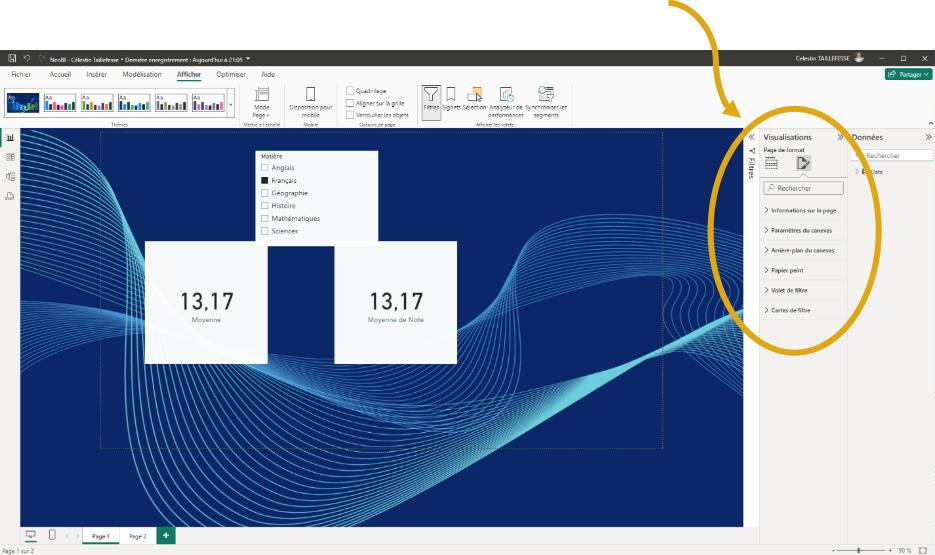 NeoBI - Célestin Taillefesse • Dernière enregistrement : Aujourd'hui à 21:05
Celestin TAILLEFESSE
Fichier Accueil Insérer Modélisation Afficher Optimiser Aide
Partager
Aa Aa Aa Aa Aa Aa
Thèmes
Mode Page
Mettre à l'échelle
Disposition pour mobile
Mobile
Quadrillage
Aligner sur la grille
Verrouiller les objets
Options de page
Filtres Signets Sélection Analyseur de performances Synchroniser les segments
Afficher les volets
Matière
Anglais
Français
Géographie
Histoire
Mathématiques
Sciences
13,17
Moyenne
13,17
Moyenne de Note
Filtres
Visualisations
Page de format
Rechercher
Informations sur la page
Paramètres du canevas
Arrière-plan du canevas
Papier peint
Volet de filtre
Cartes de filtre
Données
Rechercher
Data
Page 1 Page 2
Page 1 sur 2
90 %